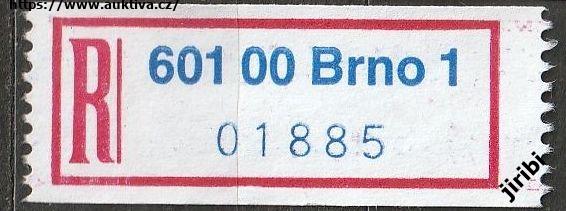 https://www.auktiva.cz/
R
601 00 Brno 1
01885
jiribi